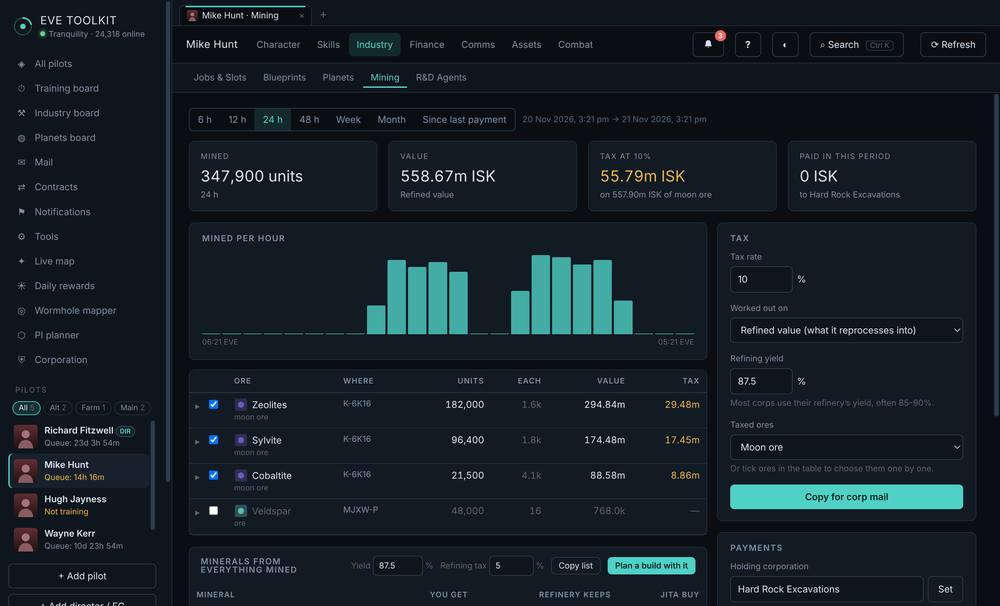 EVE TOOLKIT
Tranquility · 24,318 online
All pilots
Training board
Industry board
Planets board
Mail
Contracts
Notifications
Tools
Live map
Daily rewards
Wormhole mapper
PI planner
Corporation
PILOTS
All 5 Alt 2 Farm 1 Main 2
Richard Fitzwell DIR
Queue: 23d 3h 54m
Mike Hunt
Queue: 14h 16m
Hugh Jayness
Not training
Wayne Kerr
Queue: 10d 23h 54m
+ Add pilot
+ Add director / FC
Mike Hunt · Mining × +
Mike Hunt Character Skills Industry Finance Comms Assets Combat 3 ? Search Ctrl K Refresh
Jobs & Slots Blueprints Planets Mining R&D Agents
6 h 12 h 24 h 48 h Week Month Since last payment 20 Nov 2026, 3:21 pm → 21 Nov 2026, 3:21 pm
MINED
347,900 units
24 h
VALUE
558.67m ISK
Refined value
TAX AT 10%
55.79m ISK
on 557.90m ISK of moon ore
PAID IN THIS PERIOD
0 ISK
to Hard Rock Excavations
MINED PER HOUR
06:21 EVE 05:21 EVE
ORE WHERE UNITS EACH VALUE TAX
Zeolites K-6K16 182,000 1.6k 294.84m 29.48m
moon ore
Sylvite K-6K16 96,400 1.8k 174.48m 17.45m
moon ore
Cobaltite K-6K16 21,500 4.1k 88.58m 8.86m
moon ore
Veldspar MJXW-P 48,000 16 768.0k —
ore
MINERALS FROM
EVERYTHING MINED
Yield 87.5 % Refining tax 5 % Copy list Plan a build with it
MINERAL YOU GET REFINERY KEEPS JITA BUY
TAX
Tax rate
10 %
Worked out on
Refined value (what it reprocesses into)
Refining yield
87.5 %
Most corps use their refinery's yield, often 85–90%.
Taxed ores
Moon ore
Or tick ores in the table to choose them one by one.
Copy for corp mail
PAYMENTS
Holding corporation
Hard Rock Excavations Set